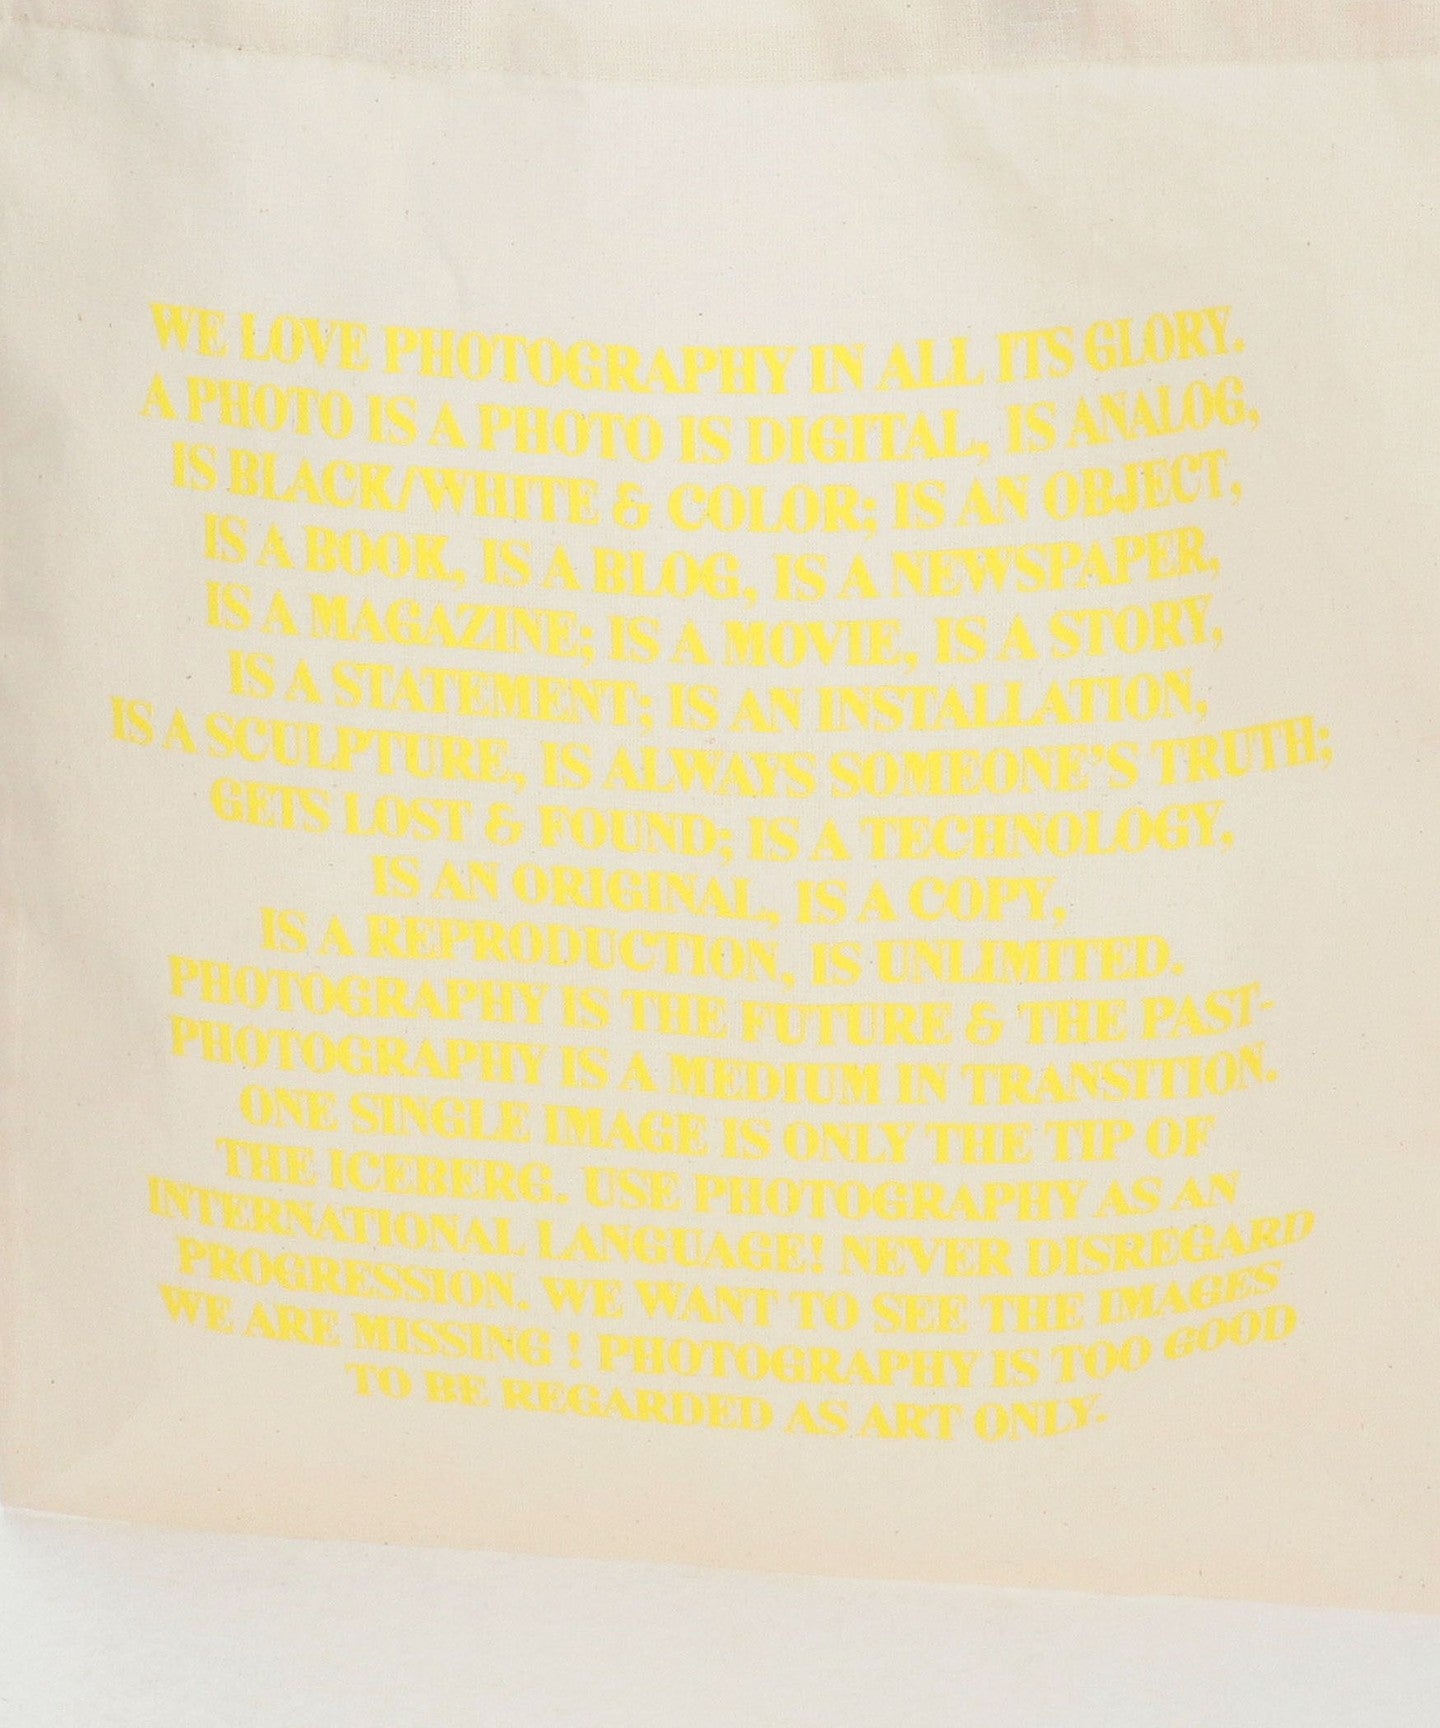 WE LOVE PHOTOGRAPHY IN ALL ITS GLORY.
A PHOTO IS A PHOTO IS DIGITAL, IS ANALOG,
IS BLACK/WHITE & COLOR; IS AN OBJECT,
IS A BOOK, IS A BLOG, IS A NEWSPAPER,
IS A MAGAZINE; IS A MOVIE, IS A STORY,
IS A STATEMENT; IS AN INSTALLATION,
IS A SCULPTURE, IS ALWAYS SOMEONE'S TRUTH;
GETS LOST & FOUND; IS A TECHNOLOGY,
IS AN ORIGINAL, IS A COPY,
IS A REPRODUCTION, IS UNLIMITED.
PHOTOGRAPHY IS THE FUTURE & THE PAST-
PHOTOGRAPHY IS A MEDIUM IN TRANSITION.
ONE SINGLE IMAGE IS ONLY THE TIP OF
THE ICEBERG. USE PHOTOGRAPHY AS AN
INTERNATIONAL LANGUAGE! NEVER DISREGARD
PROGRESSION. WE WANT TO SEE THE IMAGES
WE ARE MISSING ! PHOTOGRAPHY IS TOO GOOD
TO BE REGARDED AS ART ONLY.